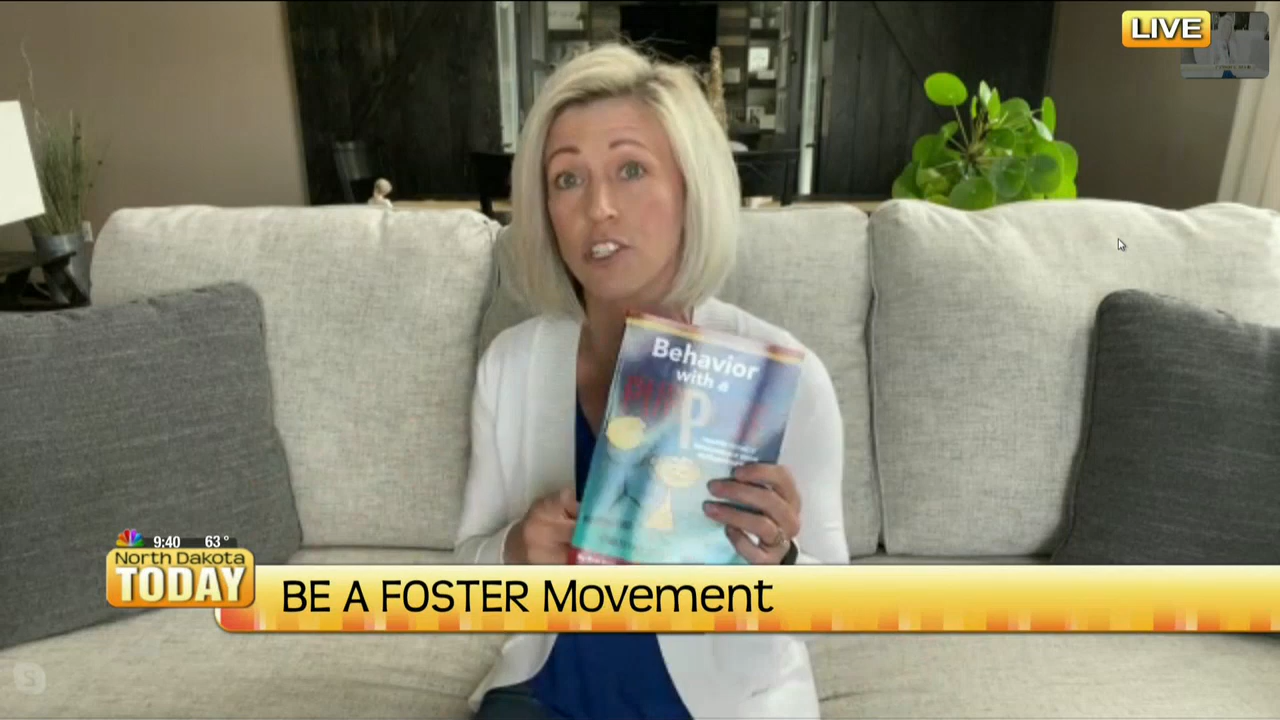 LIVE
Behavior
with a
9:40 63°
North Dakota
TODAY
BE A FOSTER Movement